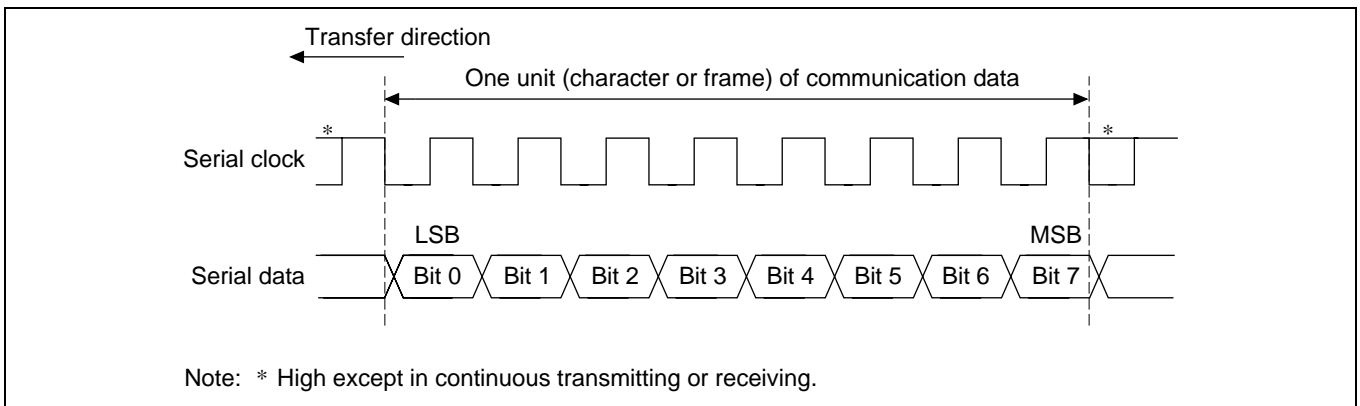 Transfer direction
One unit (character or frame) of communication data
* *
Serial clock
LSB MSB
Serial data Bit 0 Bit 1 Bit 2 Bit 3 Bit 4 Bit 5 Bit 6 Bit 7
Note: * High except in continuous transmitting or receiving.